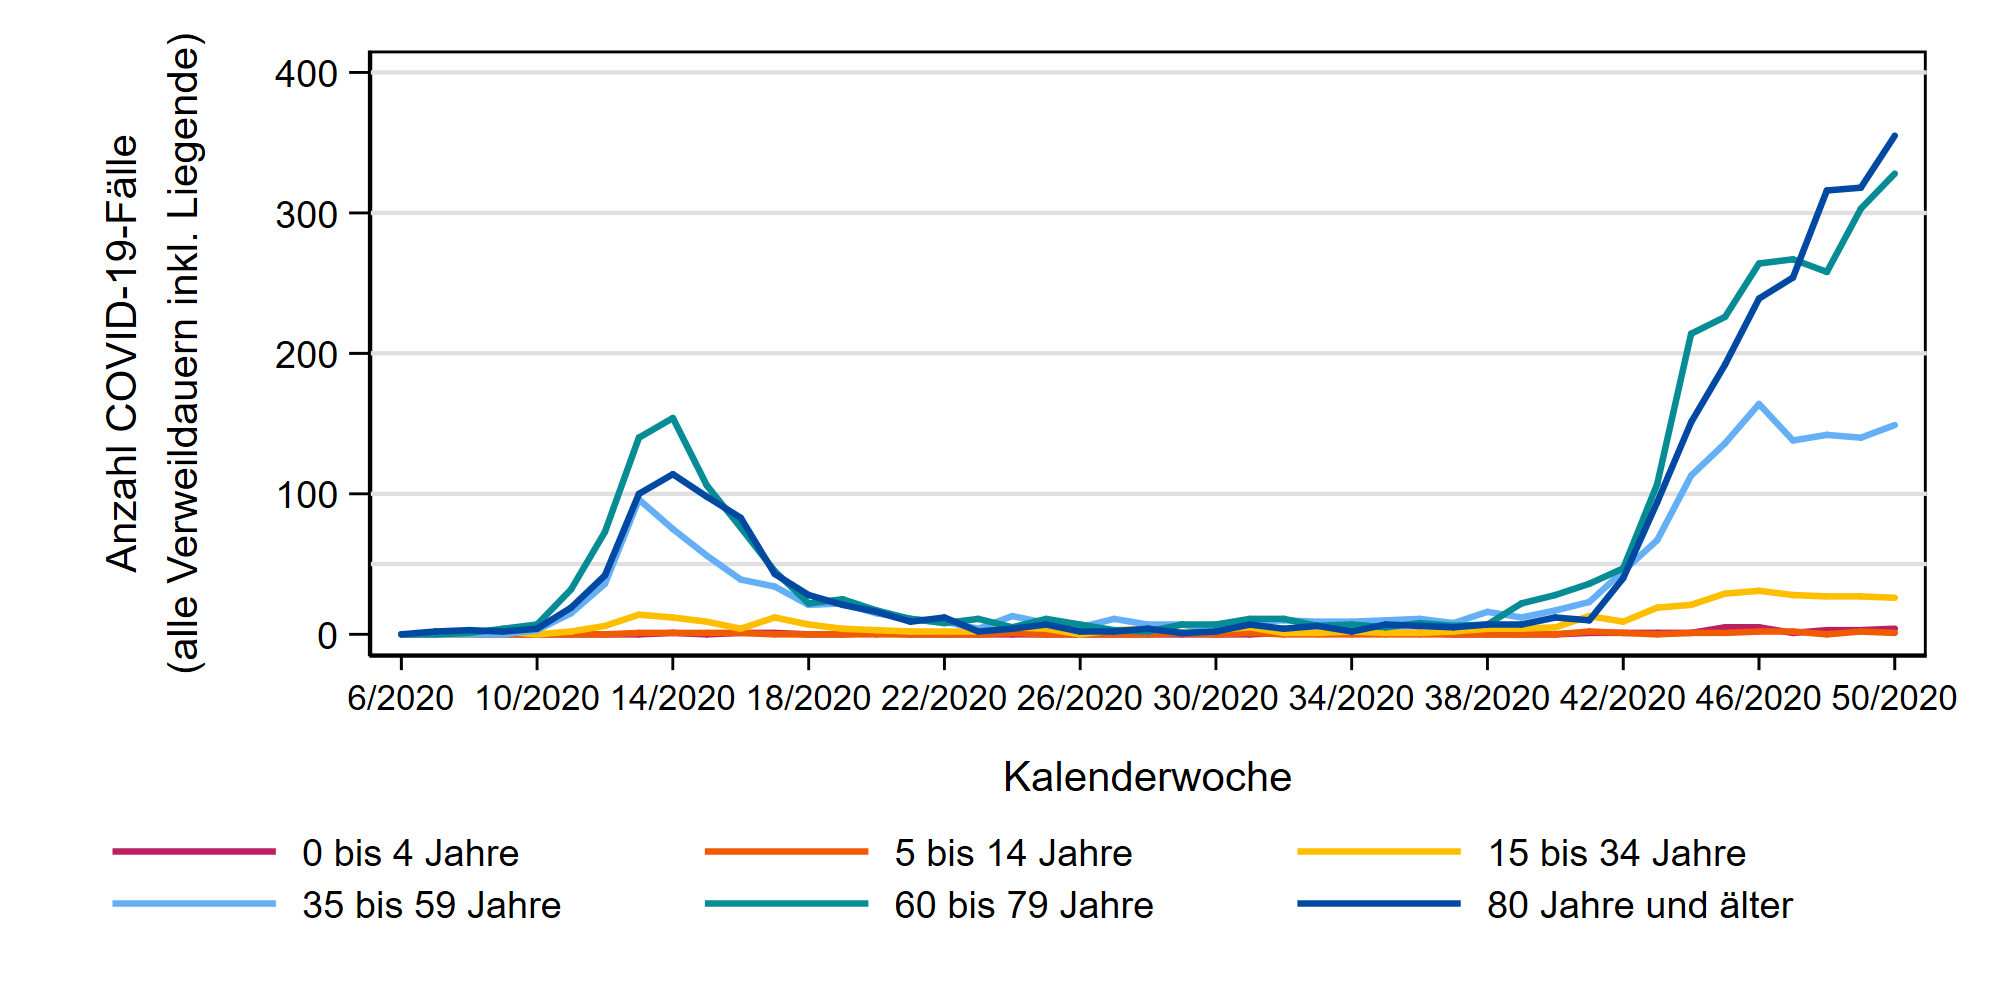 Anzahl COVID-19-Fälle
(alle Verweildauern inkl. Liegende)
400
300
200
100
0
6/2020 10/2020 14/2020 18/2020 22/2020 26/2020 30/2020 34/2020 38/2020 42/2020 46/2020 50/2020
Kalenderwoche
0 bis 4 Jahre 5 bis 14 Jahre 15 bis 34 Jahre
35 bis 59 Jahre 60 bis 79 Jahre 80 Jahre und älter